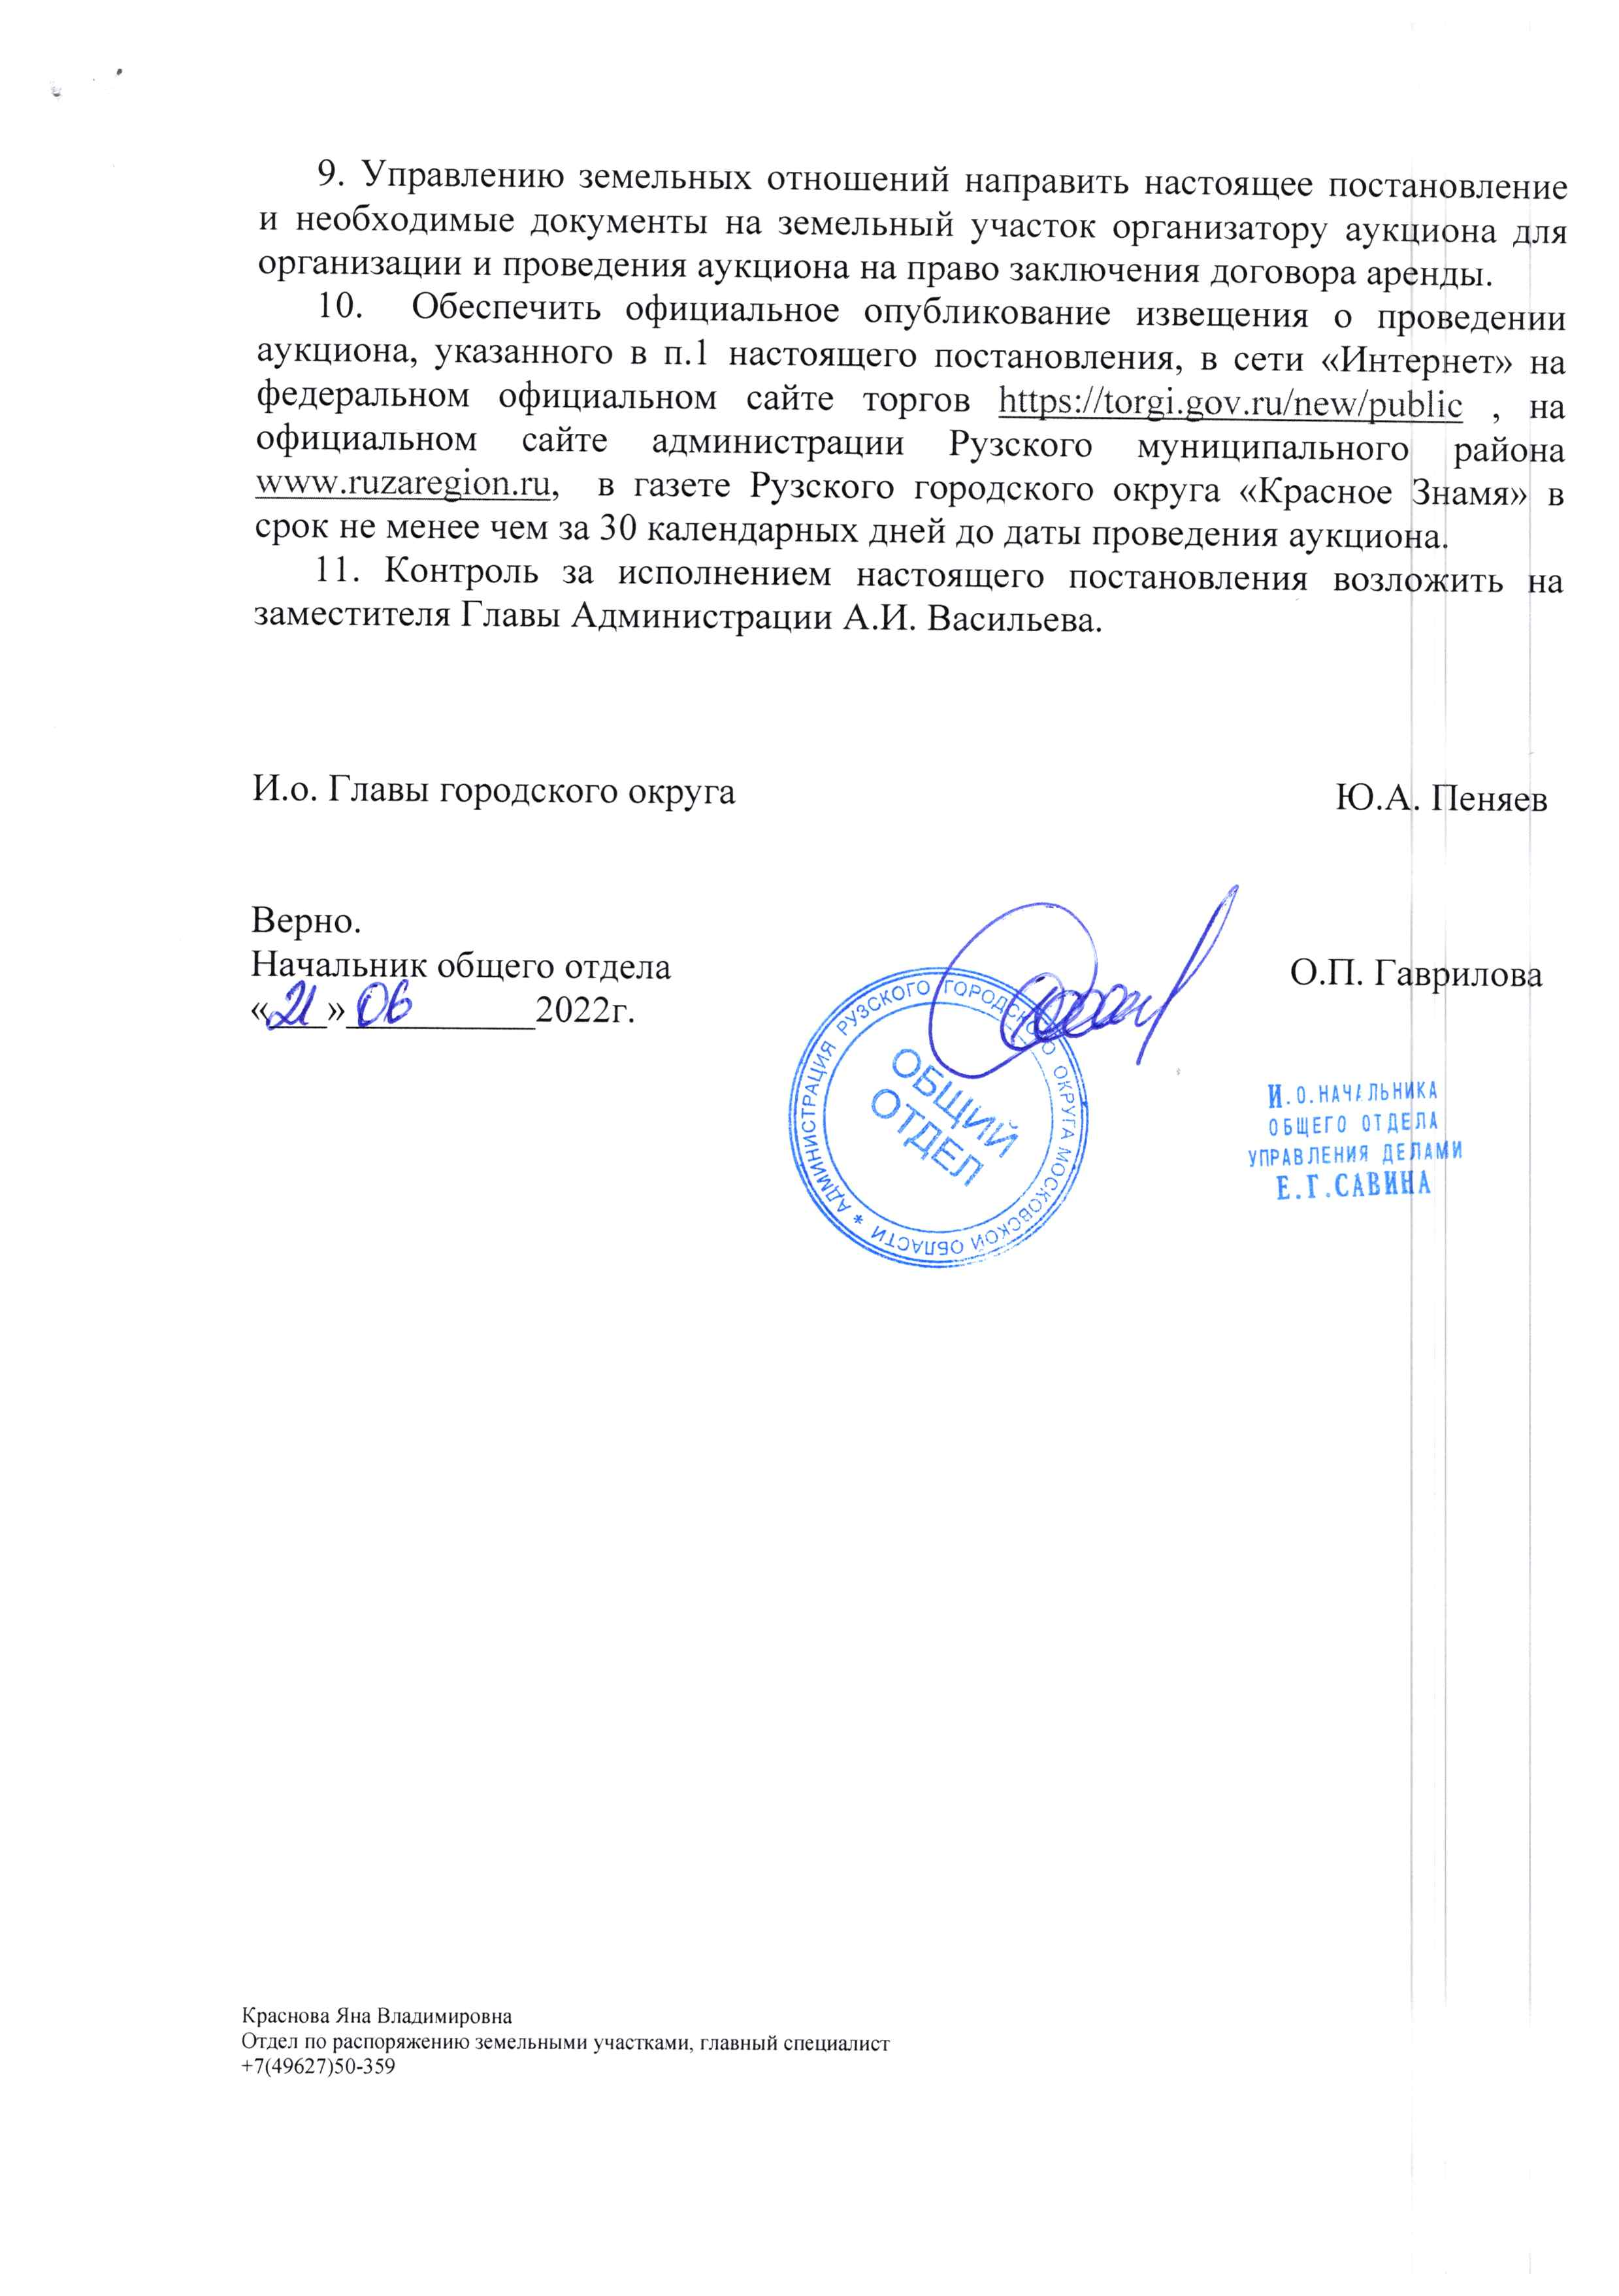 9. Управлению земельных отношений направить настоящее постановление
и необходимые документы на земельный участок организатору аукциона для
организации и проведения аукциона на право заключения договора аренды.
10. Обеспечить официальное опубликование извещения о проведении
аукциона, указанного в п.1 настоящего постановления, в сети «Интернет» на
федеральном официальном сайте торгов https://torgi.gov.ru/new/public , на
официальном сайте администрации Рузского муниципального района
www.ruzaregion.ru, в газете Рузского городского округа «Красное Знамя» в
срок не менее чем за 30 календарных дней до даты проведения аукциона.
11. Контроль за исполнением настоящего постановления возложить на
заместителя Главы Администрации А.И. Васильева.
И.о. Главы городского округа Ю.А. Пеняев
Верно.
Начальник общего отдела О.П. Гаврилова
«21» 06 2022г.
* АДМИНИСТРАЦИЯ РУЗСКОГО ГОРОДСКОГО ОКРУГА МОСКОВСКОЙ ОБЛАСТИ
ОБЩИЙ
ОТДЕЛ
И.О.НАЧАЛЬНИКА
ОБЩЕГО ОТДЕЛА
УПРАВЛЕНИЯ ДЕЛАМИ
Е.Г.САВИНА
Краснова Яна Владимировна
Отдел по распоряжению земельными участками, главный специалист
+7(49627)50-359